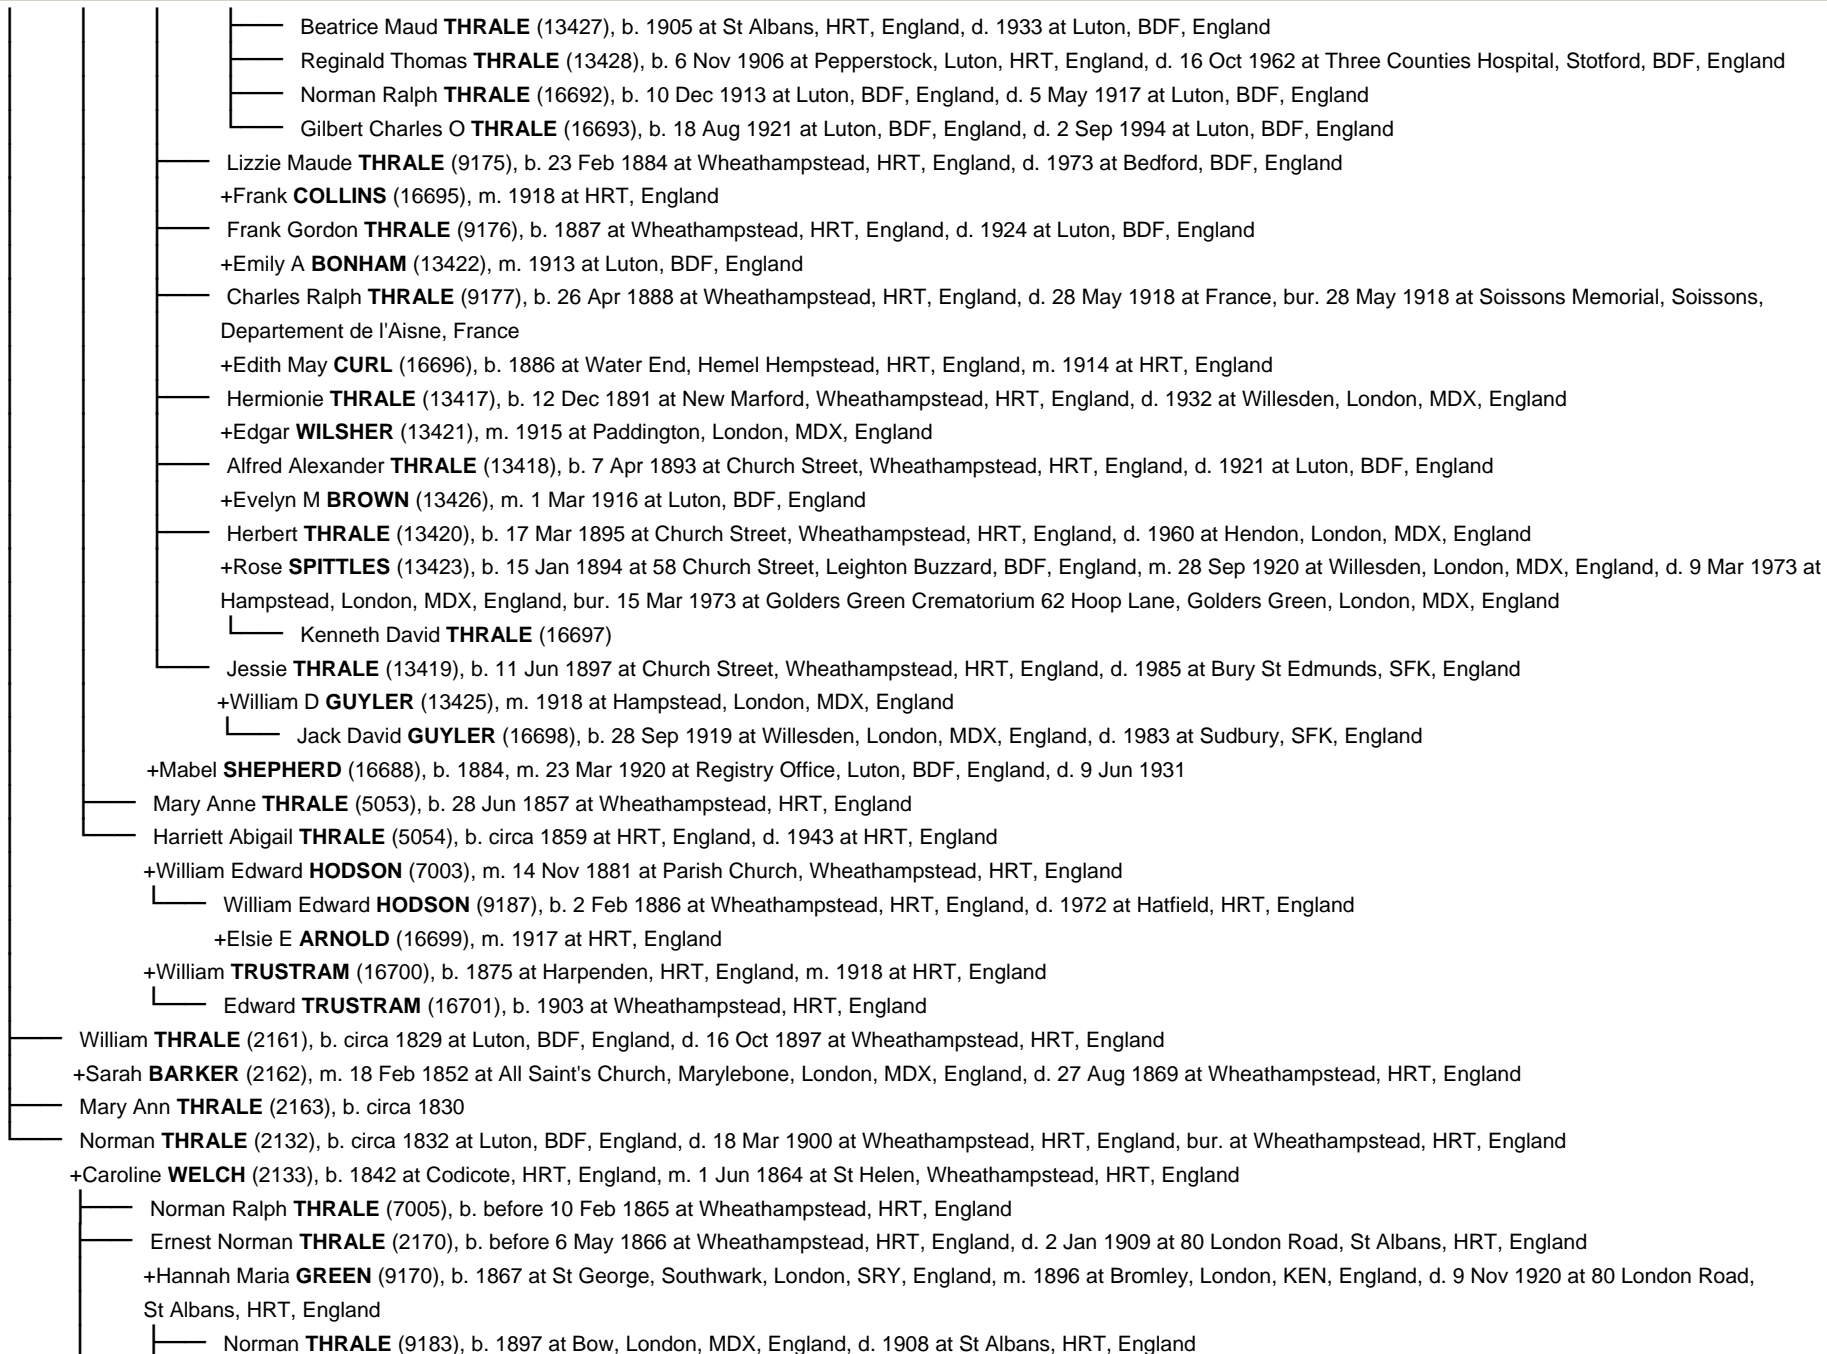 Beatrice Maud THRALE (13427), b. 1905 at St Albans, HRT, England, d. 1933 at Luton, BDF, England
Reginald Thomas THRALE (13428), b. 6 Nov 1906 at Pepperstock, Luton, HRT, England, d. 16 Oct 1962 at Three Counties Hospital, Stotford, BDF, England
Norman Ralph THRALE (16692), b. 10 Dec 1913 at Luton, BDF, England, d. 5 May 1917 at Luton, BDF, England
Gilbert Charles O THRALE (16693), b. 18 Aug 1921 at Luton, BDF, England, d. 2 Sep 1994 at Luton, BDF, England
Lizzie Maude THRALE (9175), b. 23 Feb 1884 at Wheathampstead, HRT, England, d. 1973 at Bedford, BDF, England
+Frank COLLINS (16695), m. 1918 at HRT, England
Frank Gordon THRALE (9176), b. 1887 at Wheathampstead, HRT, England, d. 1924 at Luton, BDF, England
+Emily A BONHAM (13422), m. 1913 at Luton, BDF, England
Charles Ralph THRALE (9177), b. 26 Apr 1888 at Wheathampstead, HRT, England, d. 28 May 1918 at France, bur. 28 May 1918 at Soissons Memorial, Soissons,
Departement de l'Aisne, France
+Edith May CURL (16696), b. 1886 at Water End, Hemel Hempstead, HRT, England, m. 1914 at HRT, England
Hermionie THRALE (13417), b. 12 Dec 1891 at New Marford, Wheathampstead, HRT, England, d. 1932 at Willesden, London, MDX, England
+Edgar WILSHER (13421), m. 1915 at Paddington, London, MDX, England
Alfred Alexander THRALE (13418), b. 7 Apr 1893 at Church Street, Wheathampstead, HRT, England, d. 1921 at Luton, BDF, England
+Evelyn M BROWN (13426), m. 1 Mar 1916 at Luton, BDF, England
Herbert THRALE (13420), b. 17 Mar 1895 at Church Street, Wheathampstead, HRT, England, d. 1960 at Hendon, London, MDX, England
+Rose SPITTLES (13423), b. 15 Jan 1894 at 58 Church Street, Leighton Buzzard, BDF, England, m. 28 Sep 1920 at Willesden, London, MDX, England, d. 9 Mar 1973 at
Hampstead, London, MDX, England, bur. 15 Mar 1973 at Golders Green Crematorium 62 Hoop Lane, Golders Green, London, MDX, England
Kenneth David THRALE (16697)
Jessie THRALE (13419), b. 11 Jun 1897 at Church Street, Wheathampstead, HRT, England, d. 1985 at Bury St Edmunds, SFK, England
+William D GUYLER (13425), m. 1918 at Hampstead, London, MDX, England
Jack David GUYLER (16698), b. 28 Sep 1919 at Willesden, London, MDX, England, d. 1983 at Sudbury, SFK, England
+Mabel SHEPHERD (16688), b. 1884, m. 23 Mar 1920 at Registry Office, Luton, BDF, England, d. 9 Jun 1931
Mary Anne THRALE (5053), b. 28 Jun 1857 at Wheathampstead, HRT, England
Harriett Abigail THRALE (5054), b. circa 1859 at HRT, England, d. 1943 at HRT, England
+William Edward HODSON (7003), m. 14 Nov 1881 at Parish Church, Wheathampstead, HRT, England
William Edward HODSON (9187), b. 2 Feb 1886 at Wheathampstead, HRT, England, d. 1972 at Hatfield, HRT, England
+Elsie E ARNOLD (16699), m. 1917 at HRT, England
+William TRUSTRAM (16700), b. 1875 at Harpenden, HRT, England, m. 1918 at HRT, England
Edward TRUSTRAM (16701), b. 1903 at Wheathampstead, HRT, England
William THRALE (2161), b. circa 1829 at Luton, BDF, England, d. 16 Oct 1897 at Wheathampstead, HRT, England
+Sarah BARKER (2162), m. 18 Feb 1852 at All Saint's Church, Marylebone, London, MDX, England, d. 27 Aug 1869 at Wheathampstead, HRT, England
Mary Ann THRALE (2163), b. circa 1830
Norman THRALE (2132), b. circa 1832 at Luton, BDF, England, d. 18 Mar 1900 at Wheathampstead, HRT, England, bur. at Wheathampstead, HRT, England
+Caroline WELCH (2133), b. 1842 at Codicote, HRT, England, m. 1 Jun 1864 at St Helen, Wheathampstead, HRT, England
Norman Ralph THRALE (7005), b. before 10 Feb 1865 at Wheathampstead, HRT, England
Ernest Norman THRALE (2170), b. before 6 May 1866 at Wheathampstead, HRT, England, d. 2 Jan 1909 at 80 London Road, St Albans, HRT, England
+Hannah Maria GREEN (9170), b. 1867 at St George, Southwark, London, SRY, England, m. 1896 at Bromley, London, KEN, England, d. 9 Nov 1920 at 80 London Road,
St Albans, HRT, England
Norman THRALE (9183), b. 1897 at Bow, London, MDX, England, d. 1908 at St Albans, HRT, England